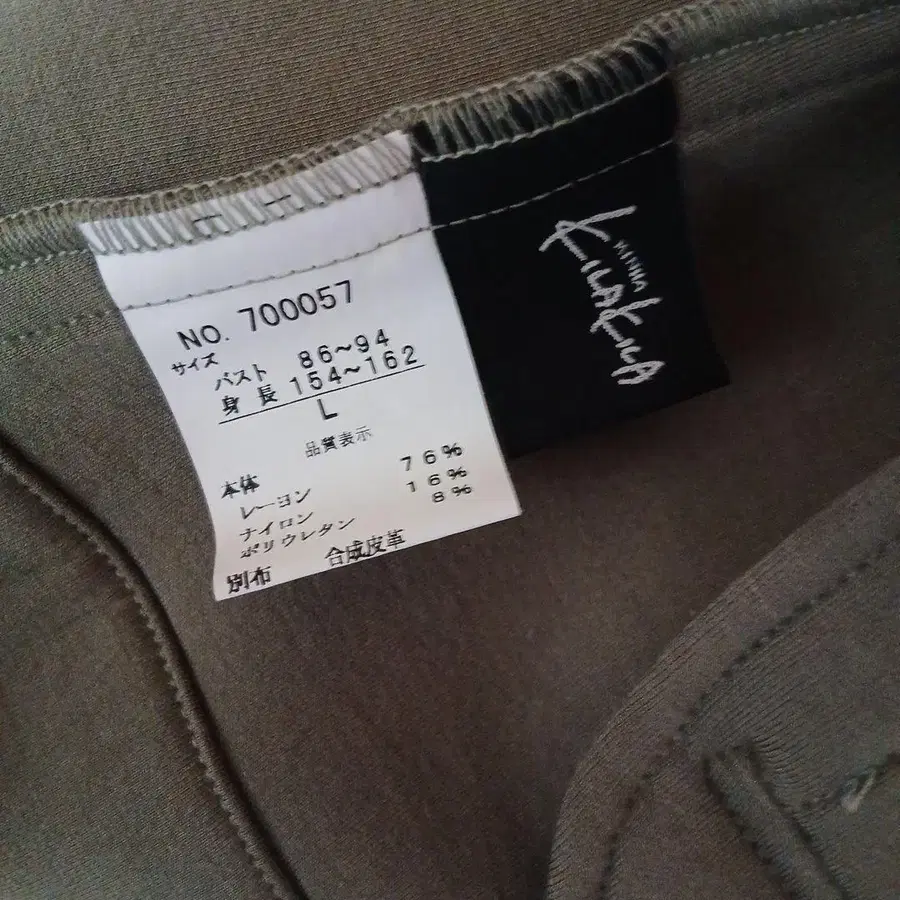 NO. 700057
サイズ
バスト 86~94
身長 154~162
L
品質表示
本体
レーヨン 76%
ナイロン 16%
ポリウレタン 8%
別布 合成皮革
KILAKILA